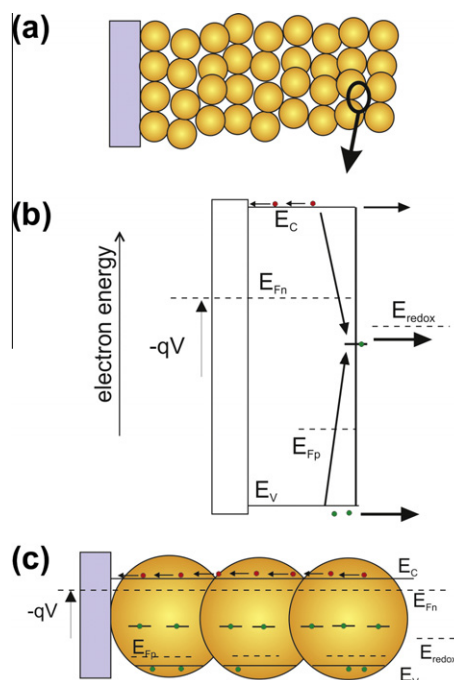 (a)
(b)
E_C
E_Fn
E_redox
-qV
electron energy
E_Fp
E_V
(c)
E_C
-qV
E_Fn
E_Fp
E_redox
E_V